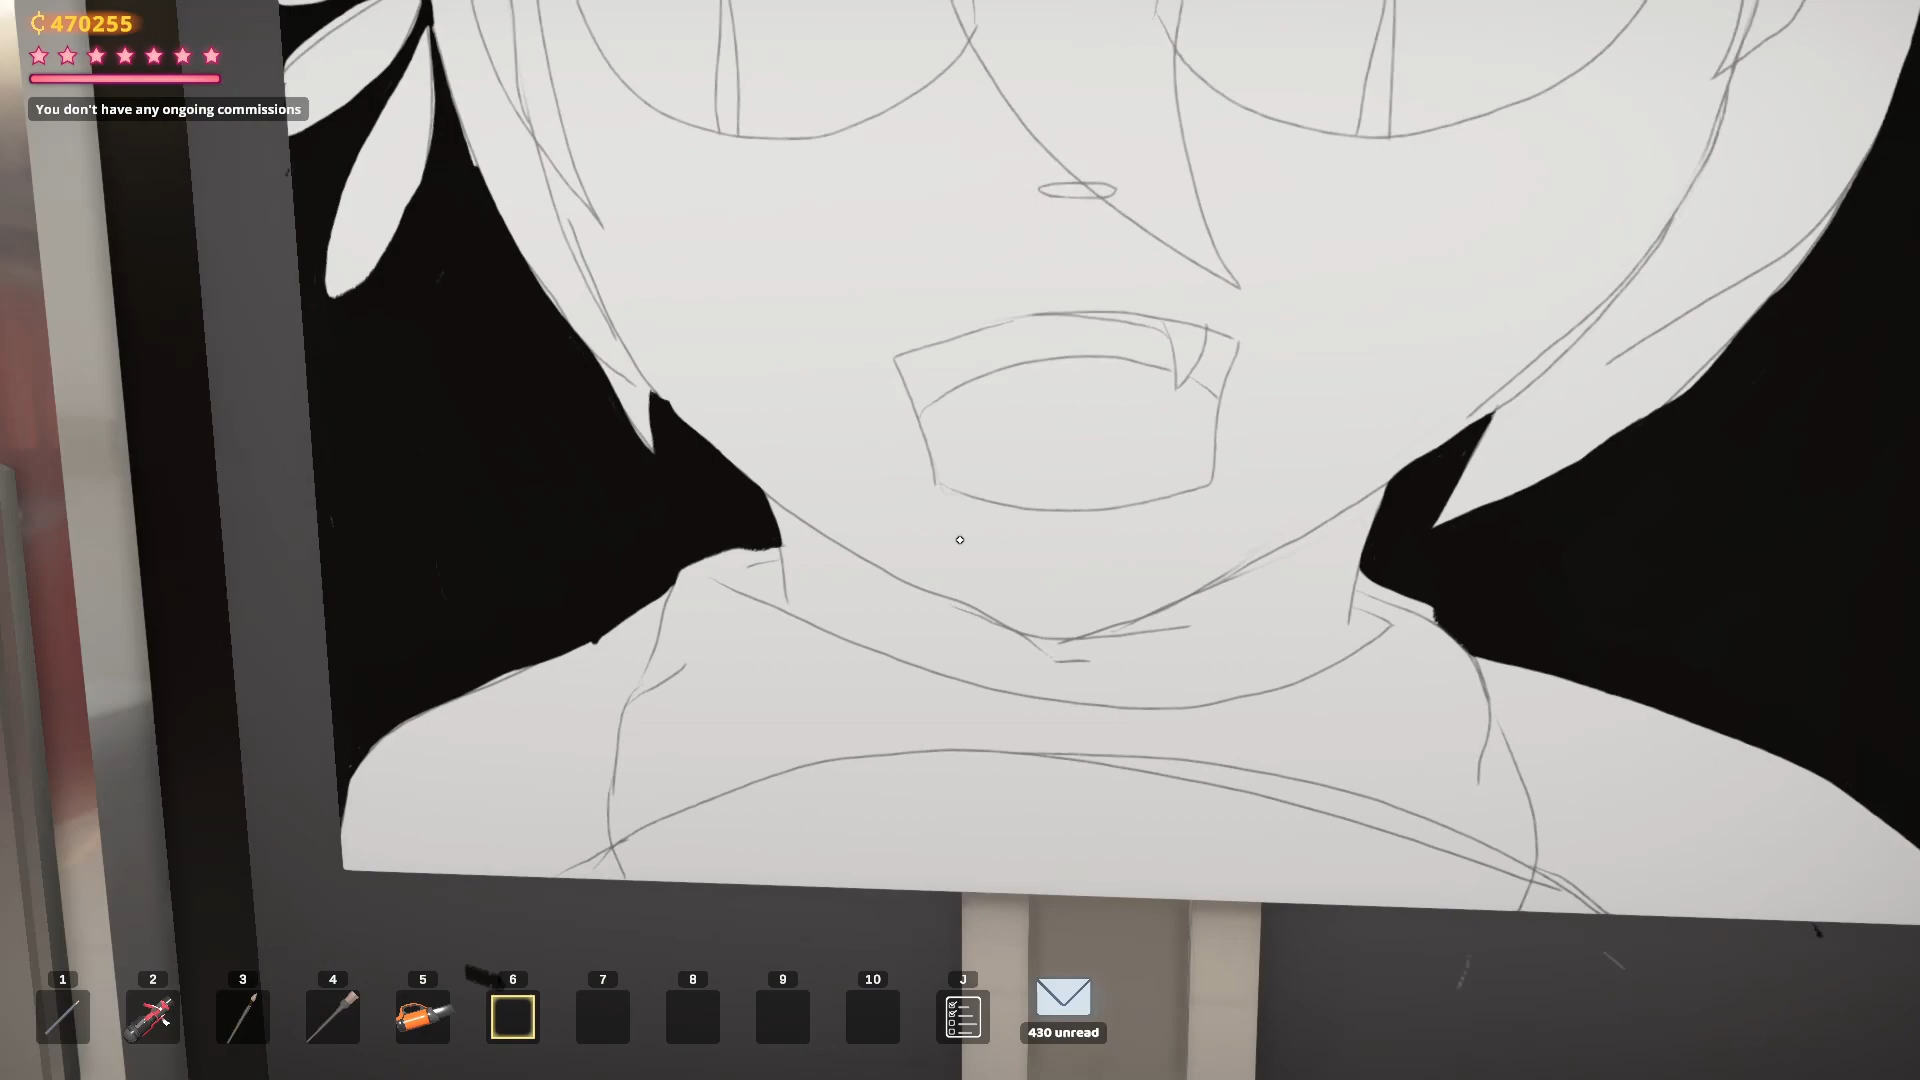 ₵ 470255
You don't have any ongoing commissions
1 2 3 4 5 6 7 8 9 10 J
430 unread